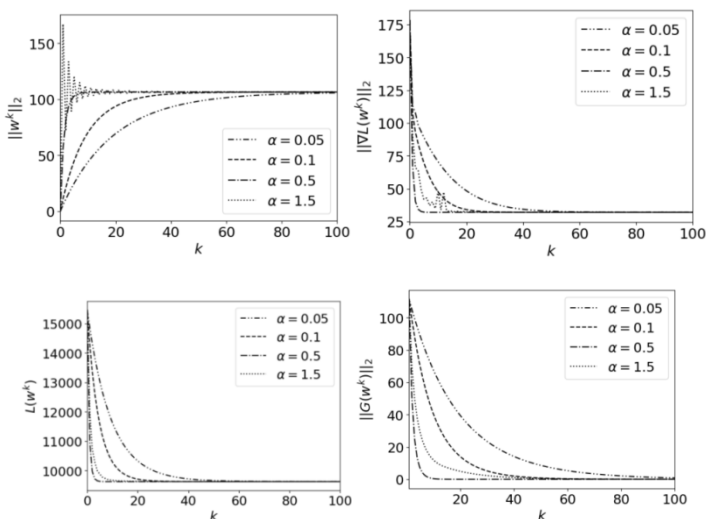 ||w^k||_2
150
100
50
0
α = 0.05
α = 0.1
α = 0.5
α = 1.5
0 20 40 60 80 100
k
||∇L(w^k)||_2
175
150
125
100
75
50
25
α = 0.05
α = 0.1
α = 0.5
α = 1.5
0 20 40 60 80 100
k
L(w^k)
15000
14000
13000
12000
11000
10000
α = 0.05
α = 0.1
α = 0.5
α = 1.5
0 20 40 60 80 100
k
||G(w^k)||_2
100
80
60
40
20
0
α = 0.05
α = 0.1
α = 0.5
α = 1.5
20 40 60 80 100
k